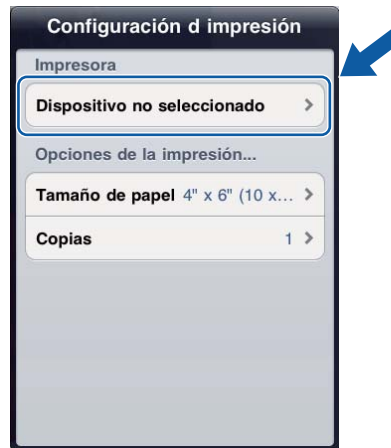 Configuración d impresión
Impresora
Dispositivo no seleccionado
Opciones de la impresión...
Tamaño de papel 4" x 6" (10 x...
Copias 1